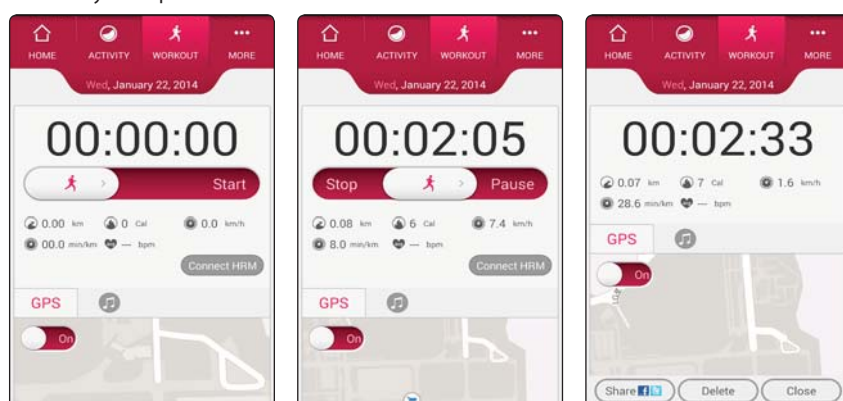 HOME ACTIVITY WORKOUT MORE
Wed, January 22, 2014
00:00:00
Start
0.00 km 0 Cal 0.0 km/h
00.0 min/km — bpm
Connect HRM
GPS
On
HOME ACTIVITY WORKOUT MORE
Wed, January 22, 2014
00:02:05
Stop Pause
0.08 km 6 Cal 7.4 km/h
8.0 min/km — bpm
Connect HRM
GPS
On
HOME ACTIVITY WORKOUT MORE
Wed, January 22, 2014
00:02:33
0.07 km 7 Cal 1.6 km/h
28.6 min/km — bpm
GPS
On
Share Delete Close